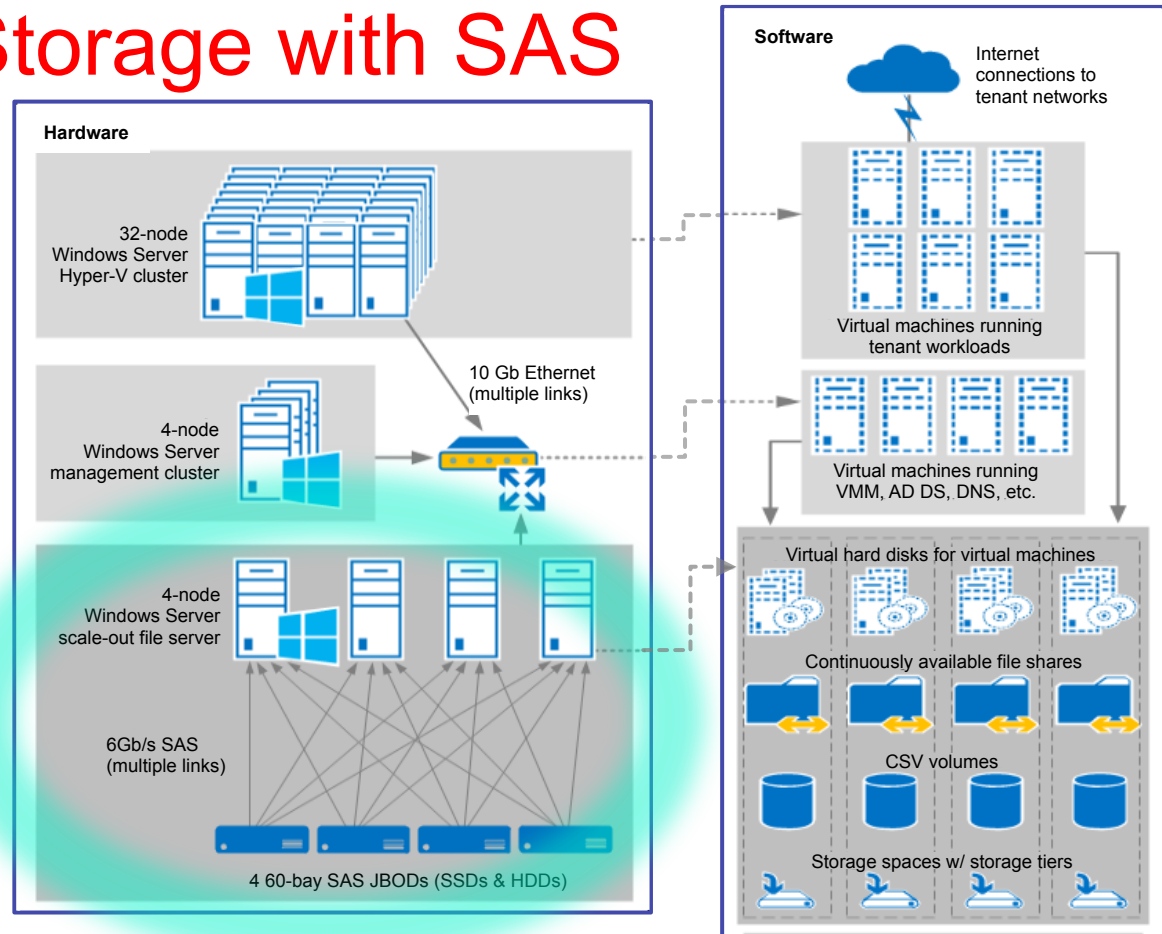 Storage with SAS
Hardware
32-node
Windows Server
Hyper-V cluster
10 Gb Ethernet
(multiple links)
4-node
Windows Server
management cluster
4-node
Windows Server
scale-out file server
6Gb/s SAS
(multiple links)
4 60-bay SAS JBODs (SSDs & HDDs)
Software
Internet
connections to
tenant networks
Virtual machines running
tenant workloads
Virtual machines running
VMM, AD DS, DNS, etc.
Virtual hard disks for virtual machines
Continuously available file shares
CSV volumes
Storage spaces w/ storage tiers